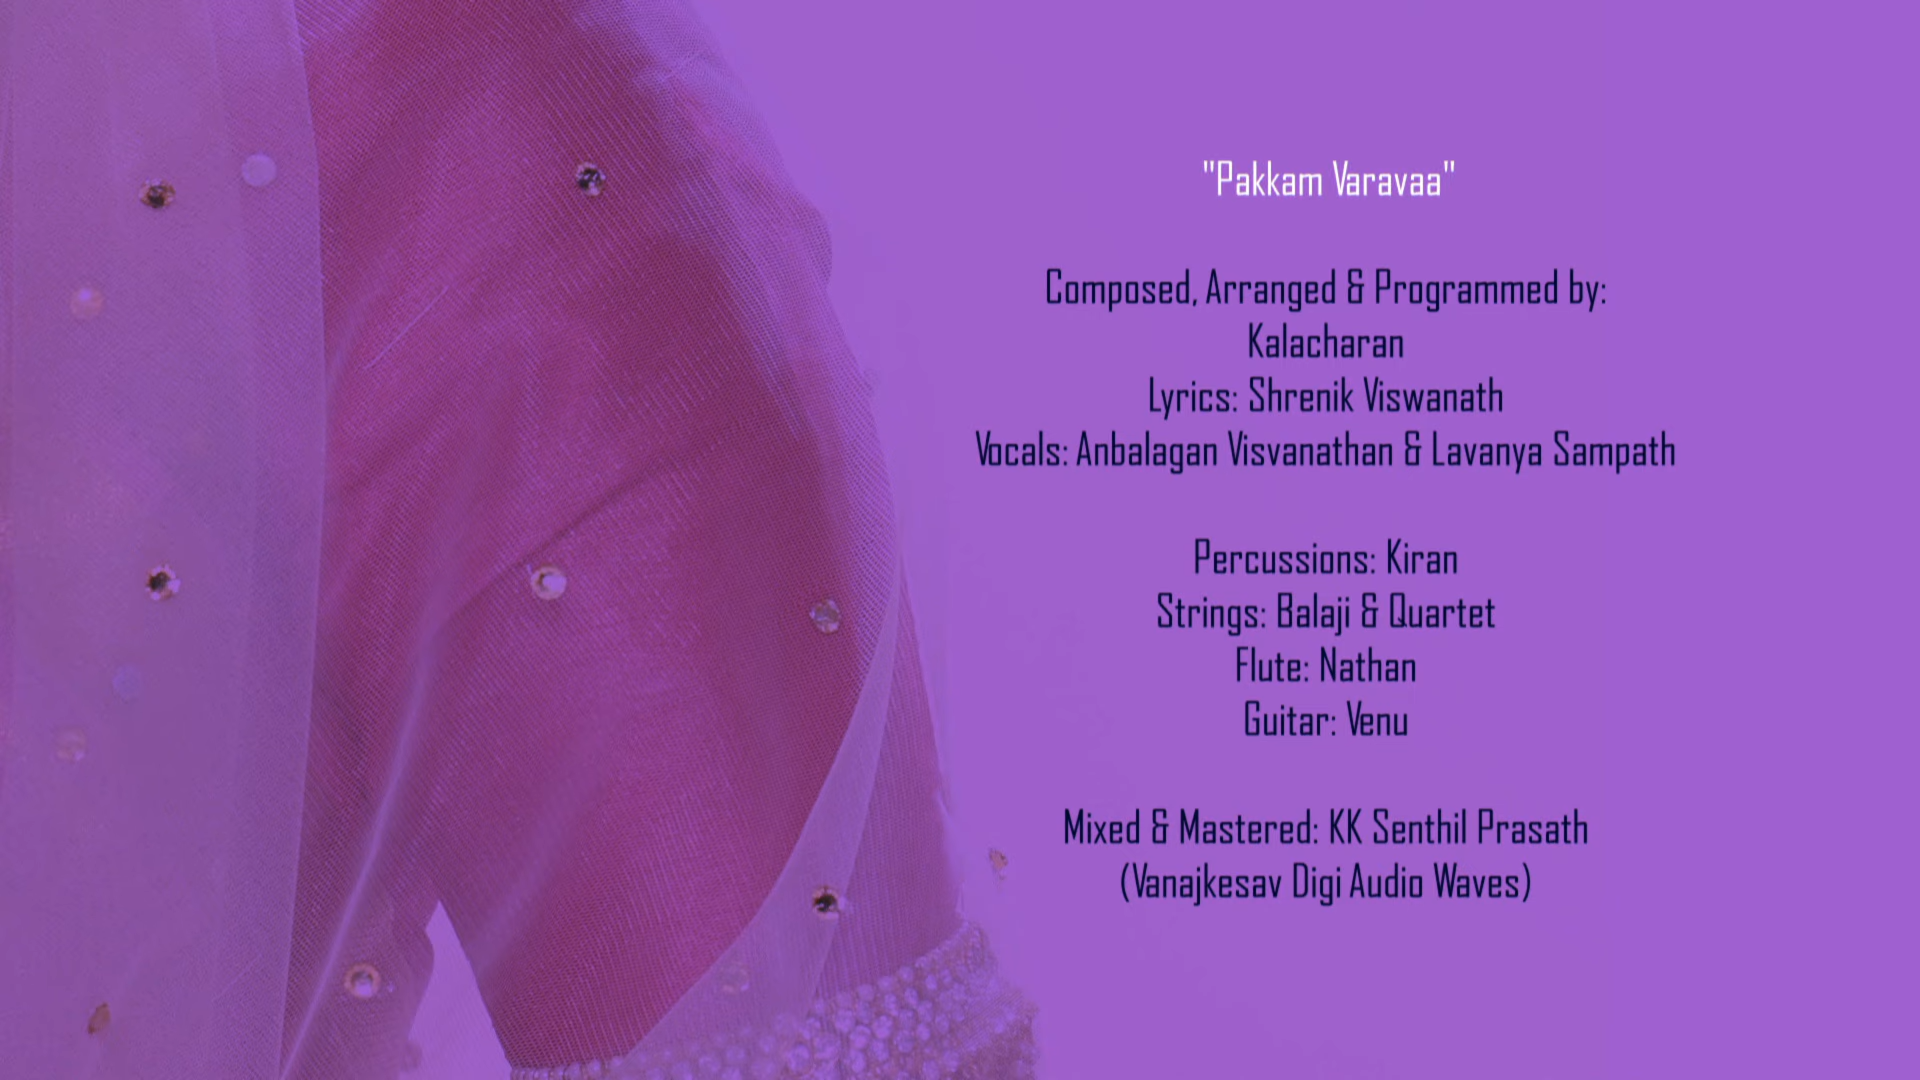 "Pakkam Varavaa"
Composed, Arranged & Programmed by:
Kalacharan
Lyrics: Shrenik Viswanath
Vocals: Anbalagan Visvanathan & Lavanya Sampath
Percussions: Kiran
Strings: Balaji & Quartet
Flute: Nathan
Guitar: Venu
Mixed & Mastered: KK Senthil Prasath
(Vanajkesav Digi Audio Waves)